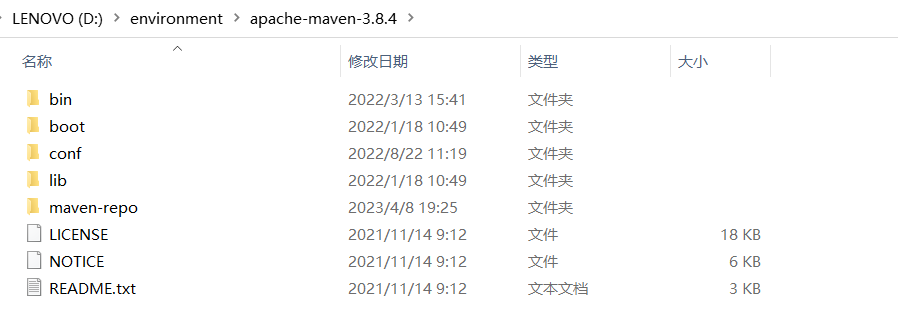 LENOVO (D:) > environment > apache-maven-3.8.4 >
名称 修改日期 类型 大小
bin 2022/3/13 15:41 文件夹
boot 2022/1/18 10:49 文件夹
conf 2022/8/22 11:19 文件夹
lib 2022/1/18 10:49 文件夹
maven-repo 2023/4/8 19:25 文件夹
LICENSE 2021/11/14 9:12 文件 18 KB
NOTICE 2021/11/14 9:12 文件 6 KB
README.txt 2021/11/14 9:12 文本文档 3 KB